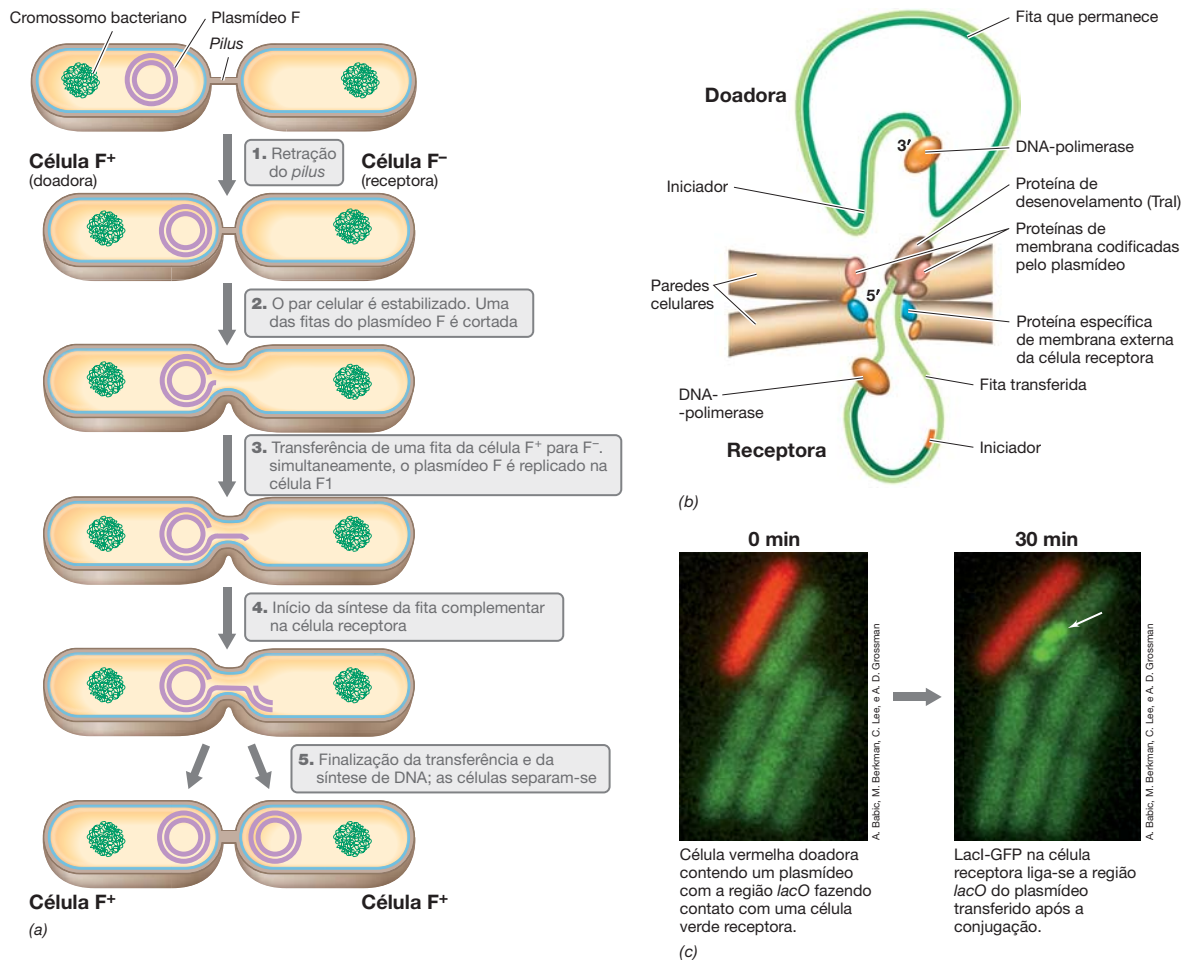 Cromossomo bacteriano
Plasmídeo F
Pilus
Célula F⁺
(doadora)
1. Retração
do pilus
Célula F⁻
(receptora)
2. O par celular é estabilizado. Uma
das fitas do plasmídeo F é cortada
3. Transferência de uma fita da célula F⁺ para F⁻.
simultaneamente, o plasmídeo F é replicado na
célula F1
4. Início da síntese da fita complementar
na célula receptora
5. Finalização da transferência e da
síntese de DNA; as células separam-se
Célula F⁺
Célula F⁺
(a)
Fita que permanece
Doadora
3′
DNA-polimerase
Iniciador
Proteína de
desenovelamento (TraI)
Proteínas de
membrana codificadas
pelo plasmídeo
Paredes
celulares
5′
Proteína específica
de membrana externa
da célula receptora
Fita transferida
DNA-
-polimerase
Receptora
Iniciador
(b)
0 min
30 min
A. Babic, M. Berkman, C. Lee, e A. D. Grossman
A. Babic, M. Berkman, C. Lee, e A. D. Grossman
Célula vermelha doadora
contendo um plasmídeo
com a região lacO fazendo
contato com uma célula
verde receptora.
LacI-GFP na célula
receptora liga-se a região
lacO do plasmídeo
transferido após a
conjugação.
(c)